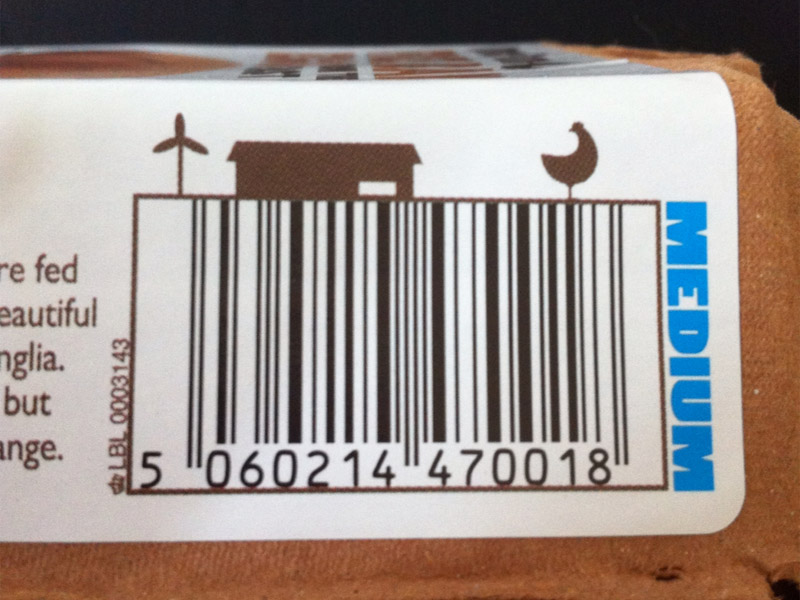 re fed
eautiful
nglia.
but
ange.
LBL 0003143
5 060214 470018
MEDIUM